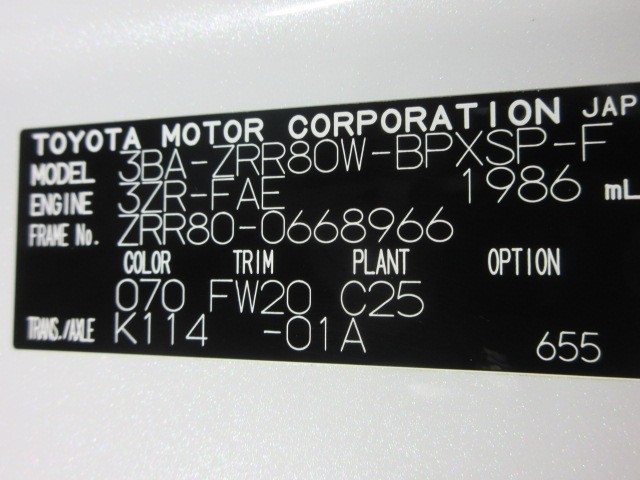 TOYOTA MOTOR CORPORATION JAP
MODEL 3BA-ZRR80W-BPXSP-F
ENGINE 3ZR-FAE 1986 mL
FRAME No. ZRR80-0668966
COLOR TRIM PLANT OPTION
070 FW20 C25
TRANS./AXLE K114 -01A 655